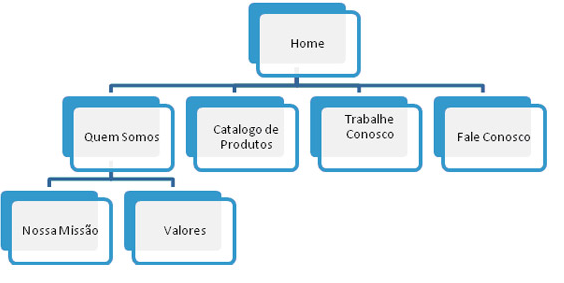 Home
Quem Somos
Catalogo de
Produtos
Trabalhe
Conosco
Fale Conosco
Nossa Missão
Valores